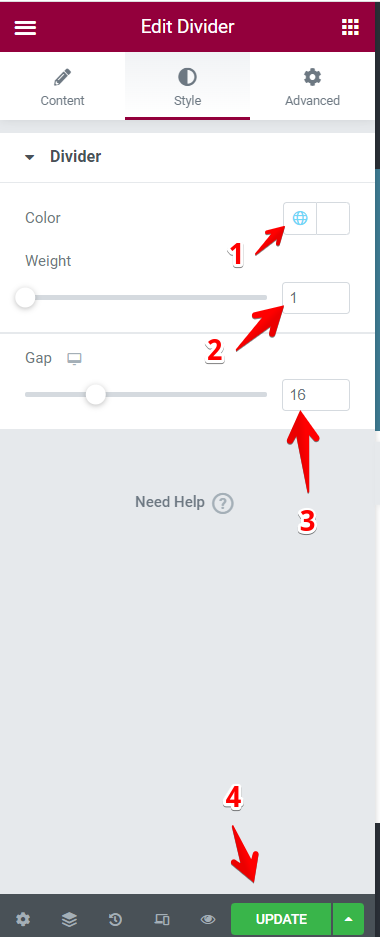 Edit Divider
Content Style Advanced
Divider
Color
1
Weight
1
2
Gap
16
3
Need Help ?
4
UPDATE